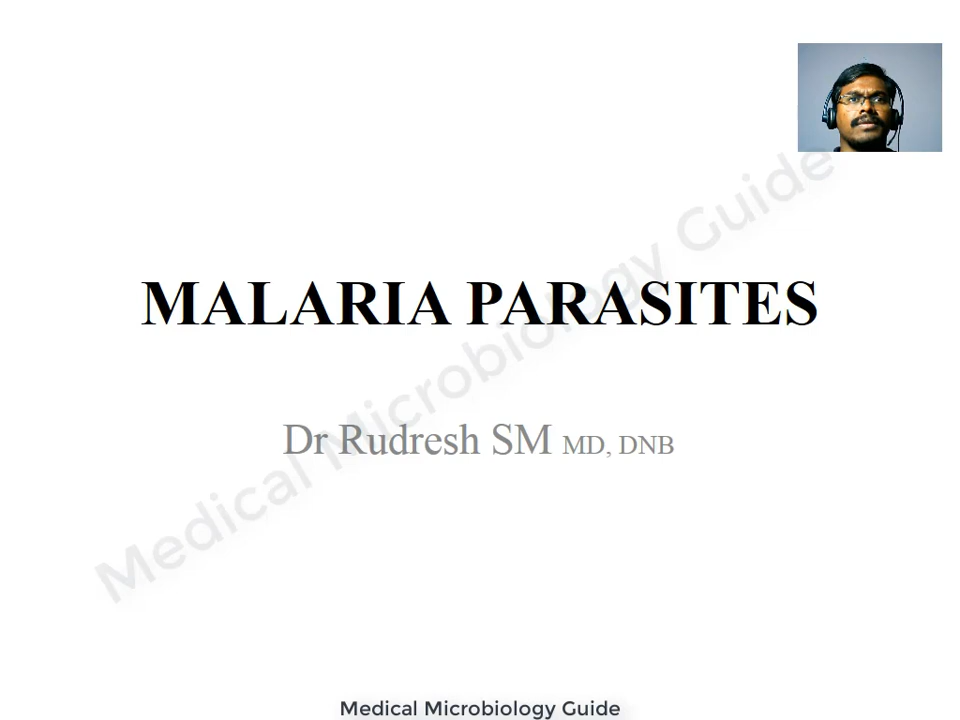 MALARIA PARASITES
Dr Rudresh SM MD, DNB
Medical Microbiology Guide
Medical Microbiology Guide